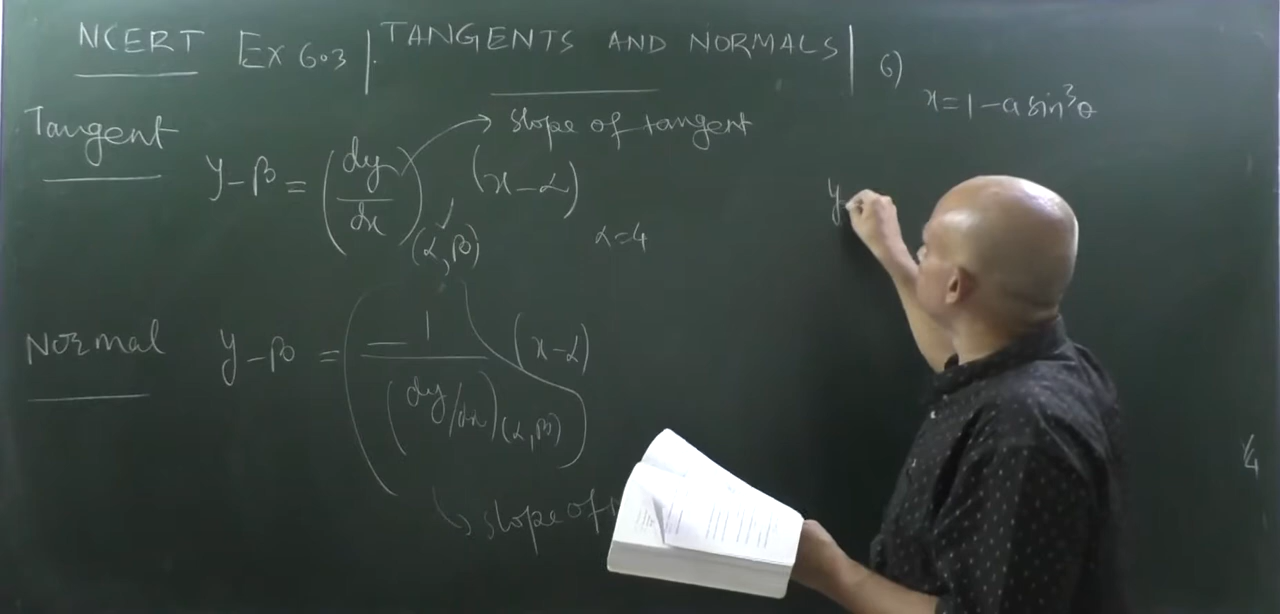 NCERT Ex 6.3 | TANGENTS AND NORMALS | 6)
x = 1 - a sin³θ
Tangent
slope of tangent
y - β = (dy/dx)(α, β) (x - α)
α = 4
y
Normal
y - β = -1/(dy/dx)(α, β) (x - α)
slope of